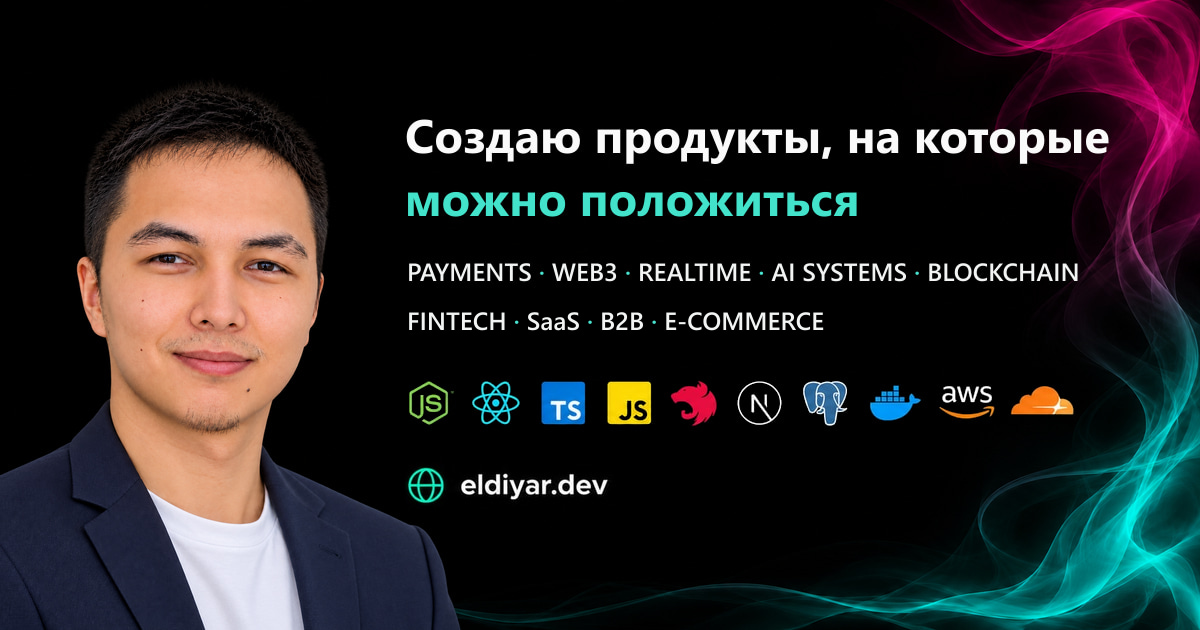 Создаю продукты, на которые
можно положиться
PAYMENTS · WEB3 · REALTIME · AI SYSTEMS · BLOCKCHAIN
FINTECH · SaaS · B2B · E-COMMERCE
JS TS JS N aws
eldiyar.dev